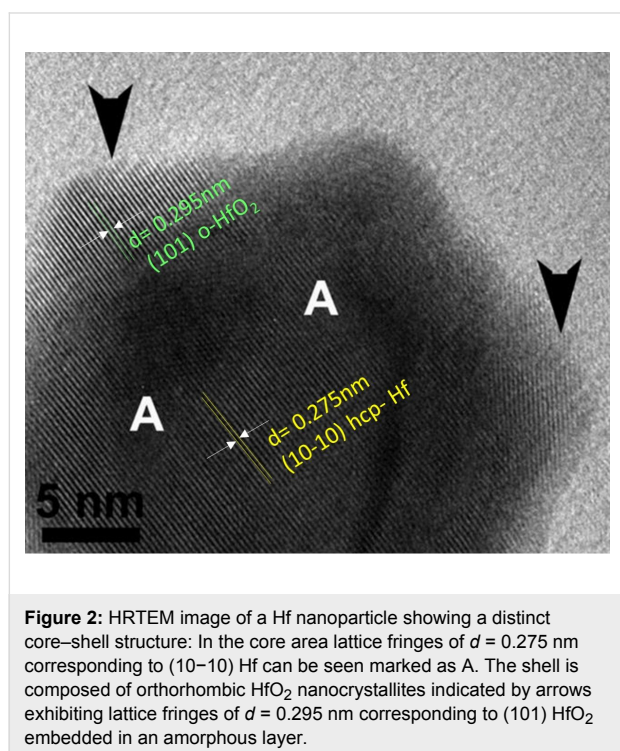 d= 0.295nm
(101) o-HfO₂
A
A
d= 0.275nm
(10-10) hcp- Hf
5 nm
Figure 2: HRTEM image of a Hf nanoparticle showing a distinct
core–shell structure: In the core area lattice fringes of d = 0.275 nm
corresponding to (10−10) Hf can be seen marked as A. The shell is
composed of orthorhombic HfO₂ nanocrystallites indicated by arrows
exhibiting lattice fringes of d = 0.295 nm corresponding to (101) HfO₂
embedded in an amorphous layer.